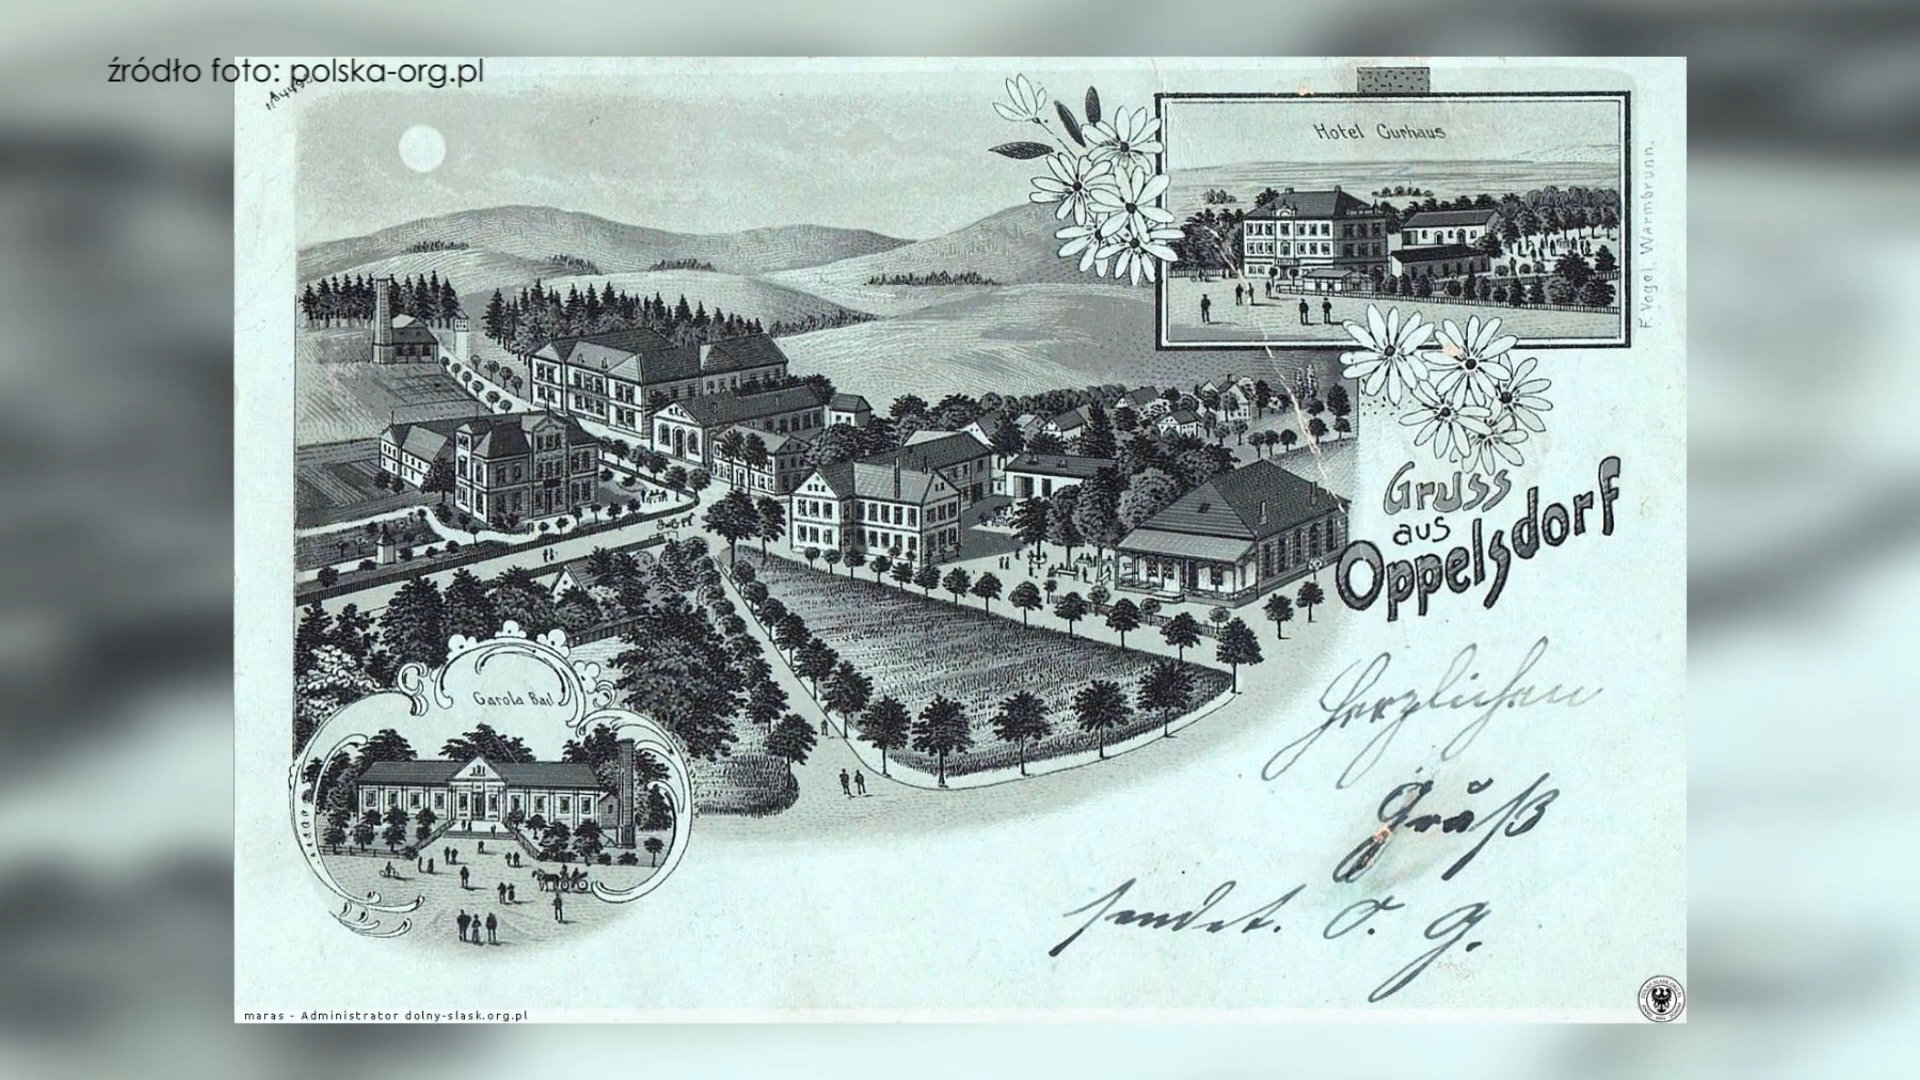 źródło foto: polska-org.pl
Hotel Curhaus
F. Vogel, Warmbrunn.
Gruss
aus
Oppelsdorf
Carola Bad
Herzlichen
Gruß
sendet. O. G.
maras - Administrator dolny-slask.org.pl